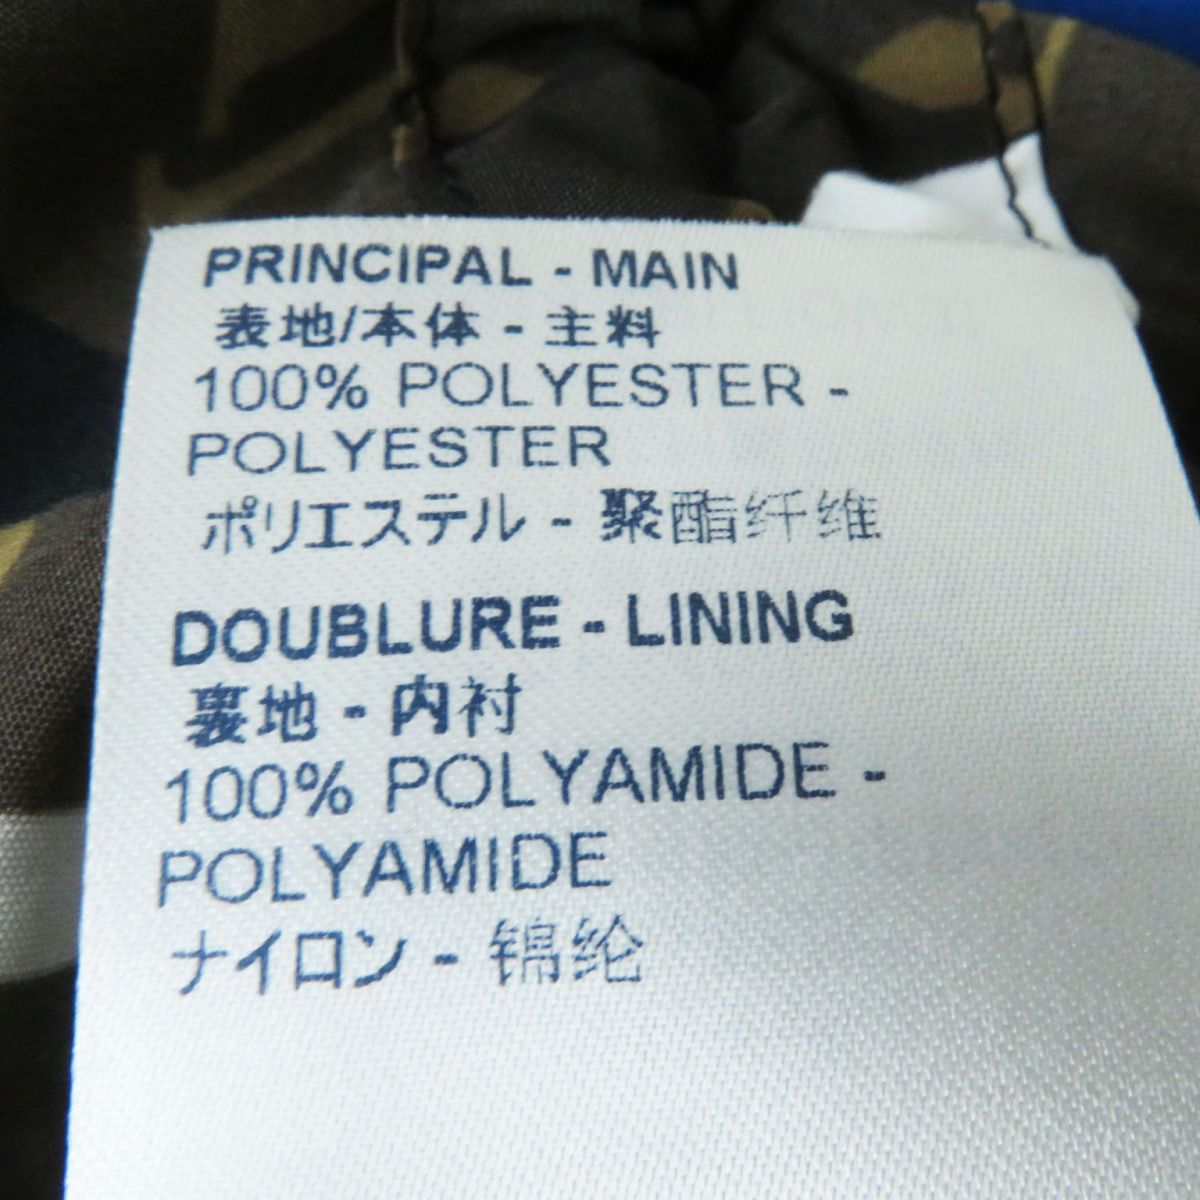 PRINCIPAL - MAIN
表地/本体 - 主料
100% POLYESTER -
POLYESTER
ポリエステル - 聚酯纤维
DOUBLURE - LINING
裏地 - 内衬
100% POLYAMIDE -
POLYAMIDE
ナイロン - 锦纶